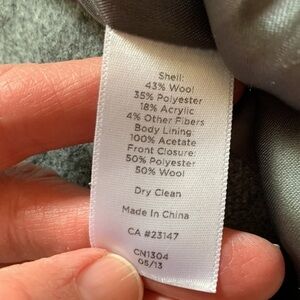 Shell:
43% Wool
35% Polyester
18% Acrylic
4% Other Fibers
Body Lining:
100% Acetate
Front Closure:
50% Polyester
50% Wool
Dry Clean
Made In China
CA #23147
CN1304
05/13